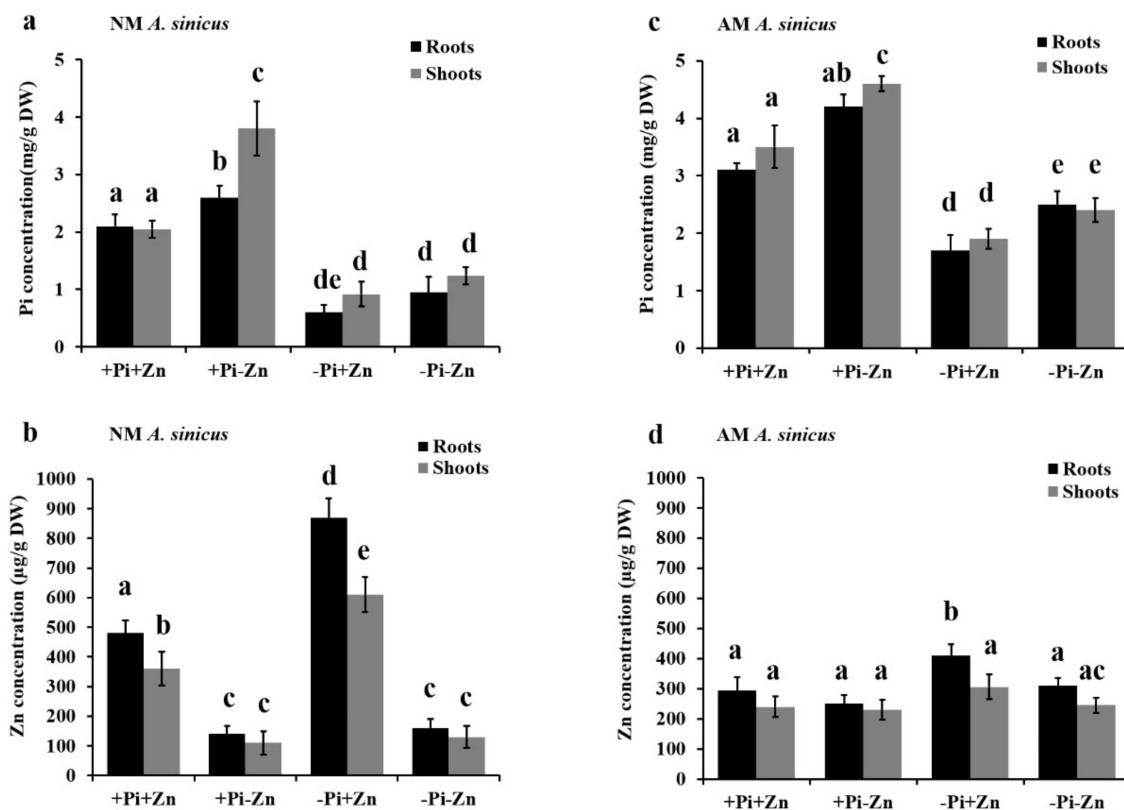 a NM A. sinicus
Roots
Shoots
Pi concentration(mg/g DW)
5
4
3
2
1
0
a a b c de d d d
+Pi+Zn +Pi-Zn -Pi+Zn -Pi-Zn
c AM A. sinicus
Roots
Shoots
Pi concentration (mg/g DW)
5
4
3
2
1
0
a a ab c d d e e
+Pi+Zn +Pi-Zn -Pi+Zn -Pi-Zn
b NM A. sinicus
Roots
Shoots
Zn concentration (µg/g DW)
1000
900
800
700
600
500
400
300
200
100
0
a b c c d e c c
+Pi+Zn +Pi-Zn -Pi+Zn -Pi-Zn
d AM A. sinicus
Roots
Shoots
Zn concentration (µg/g DW)
1000
900
800
700
600
500
400
300
200
100
0
a a a a b a a ac
+Pi+Zn +Pi-Zn -Pi+Zn -Pi-Zn